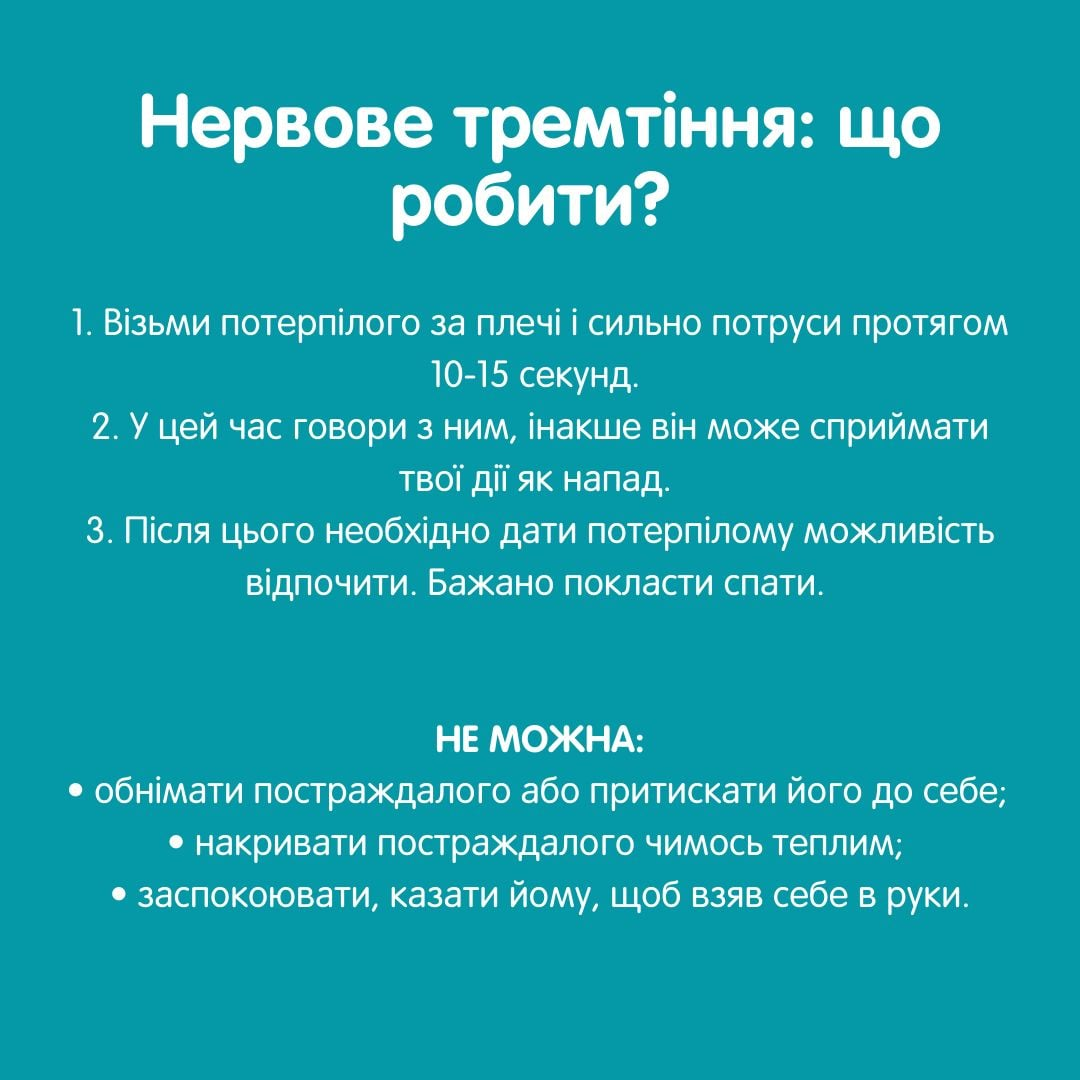 Нервове тремтіння: що
робити?
1. Візьми потерпілого за плечі і сильно потруси протягом
10-15 секунд.
2. У цей час говори з ним, інакше він може сприймати
твої дії як напад.
3. Після цього необхідно дати потерпілому можливість
відпочити. Бажано покласти спати.
НЕ МОЖНА:
• обнімати постраждалого або притискати його до себе;
• накривати постраждалого чимось теплим;
• заспокоювати, казати йому, щоб взяв себе в руки.